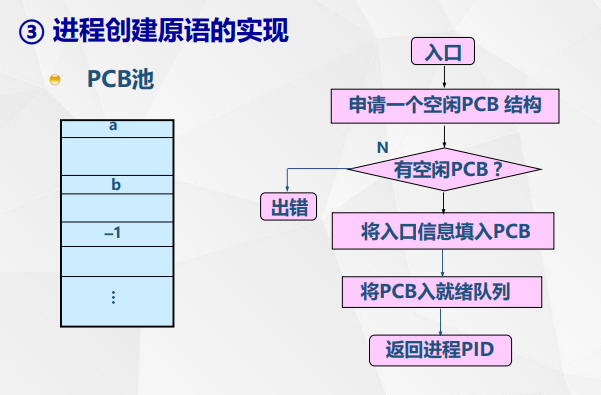 ③ 进程创建原语的实现
PCB池
a
b
–1
⋮
入口
申请一个空闲PCB 结构
N
有空闲PCB？
出错
将入口信息填入PCB
将PCB入就绪队列
返回进程PID